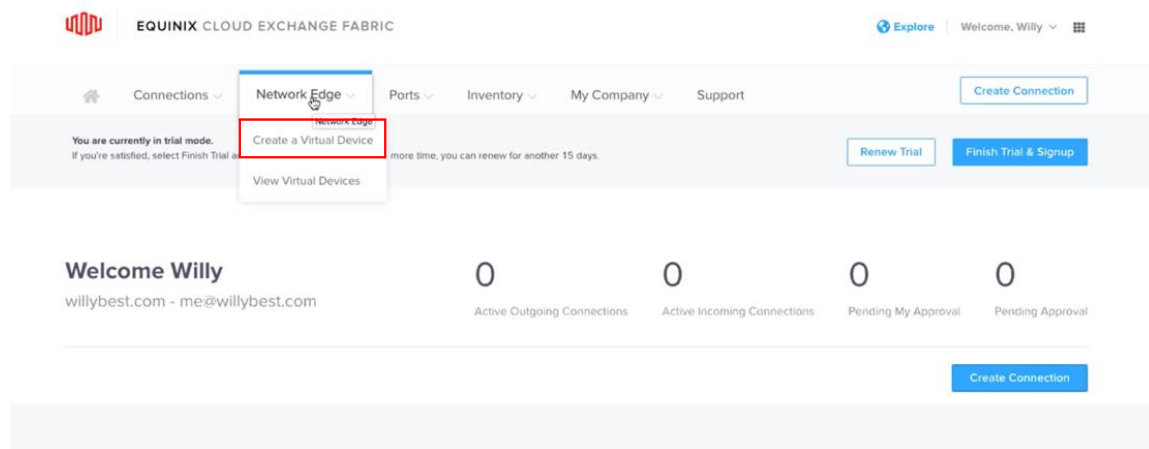 EQUINIX CLOUD EXCHANGE FABRIC
Explore
Welcome, Willy
Connections
Network Edge
Ports
Inventory
My Company
Support
Create Connection
Network Edge
Create a Virtual Device
View Virtual Devices
You are currently in trial mode.
If you're satisfied, select Finish Trial
more time, you can renew for another 15 days.
Renew Trial
Finish Trial & Signup
Welcome Willy
willybest.com - me@willybest.com
0
Active Outgoing Connections
0
Active Incoming Connections
0
Pending My Approval
0
Pending Approval
Create Connection